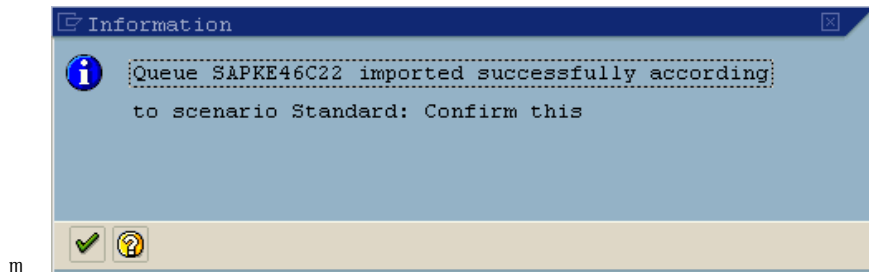 Information
Queue SAPKE46C22 imported successfully according
to scenario Standard: Confirm this
m